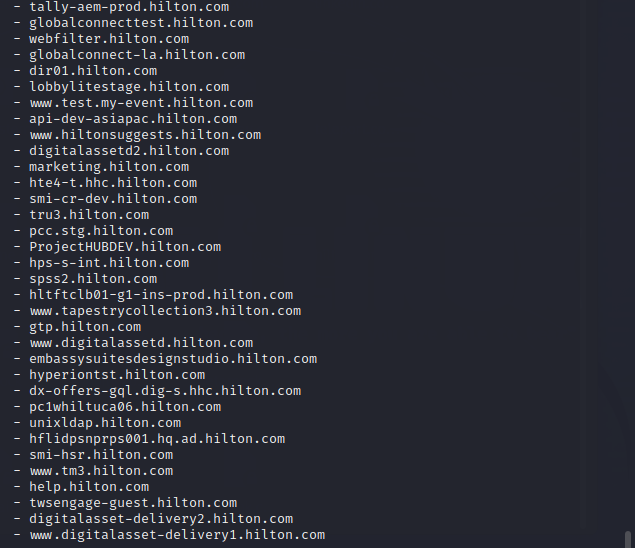 - tally-aem-prod.hilton.com
- globalconnecttest.hilton.com
- webfilter.hilton.com
- globalconnect-la.hilton.com
- dir01.hilton.com
- lobbylitestage.hilton.com
- www.test.my-event.hilton.com
- api-dev-asiapac.hilton.com
- www.hiltonsuggests.hilton.com
- digitalassetd2.hilton.com
- marketing.hilton.com
- hte4-t.hhc.hilton.com
- smi-cr-dev.hilton.com
- tru3.hilton.com
- pcc.stg.hilton.com
- ProjectHUBDEV.hilton.com
- hps-s-int.hilton.com
- spss2.hilton.com
- hltftclb01-g1-ins-prod.hilton.com
- www.tapestrycollection3.hilton.com
- gtp.hilton.com
- www.digitalassetd.hilton.com
- embassysuitesdesignstudio.hilton.com
- hyperiontst.hilton.com
- dx-offers-gql.dig-s.hhc.hilton.com
- pc1whiltuca06.hilton.com
- unixldap.hilton.com
- hflidpsnprps001.hq.ad.hilton.com
- smi-hsr.hilton.com
- www.tm3.hilton.com
- help.hilton.com
- twsengage-guest.hilton.com
- digitalasset-delivery2.hilton.com
- www.digitalasset-delivery1.hilton.com